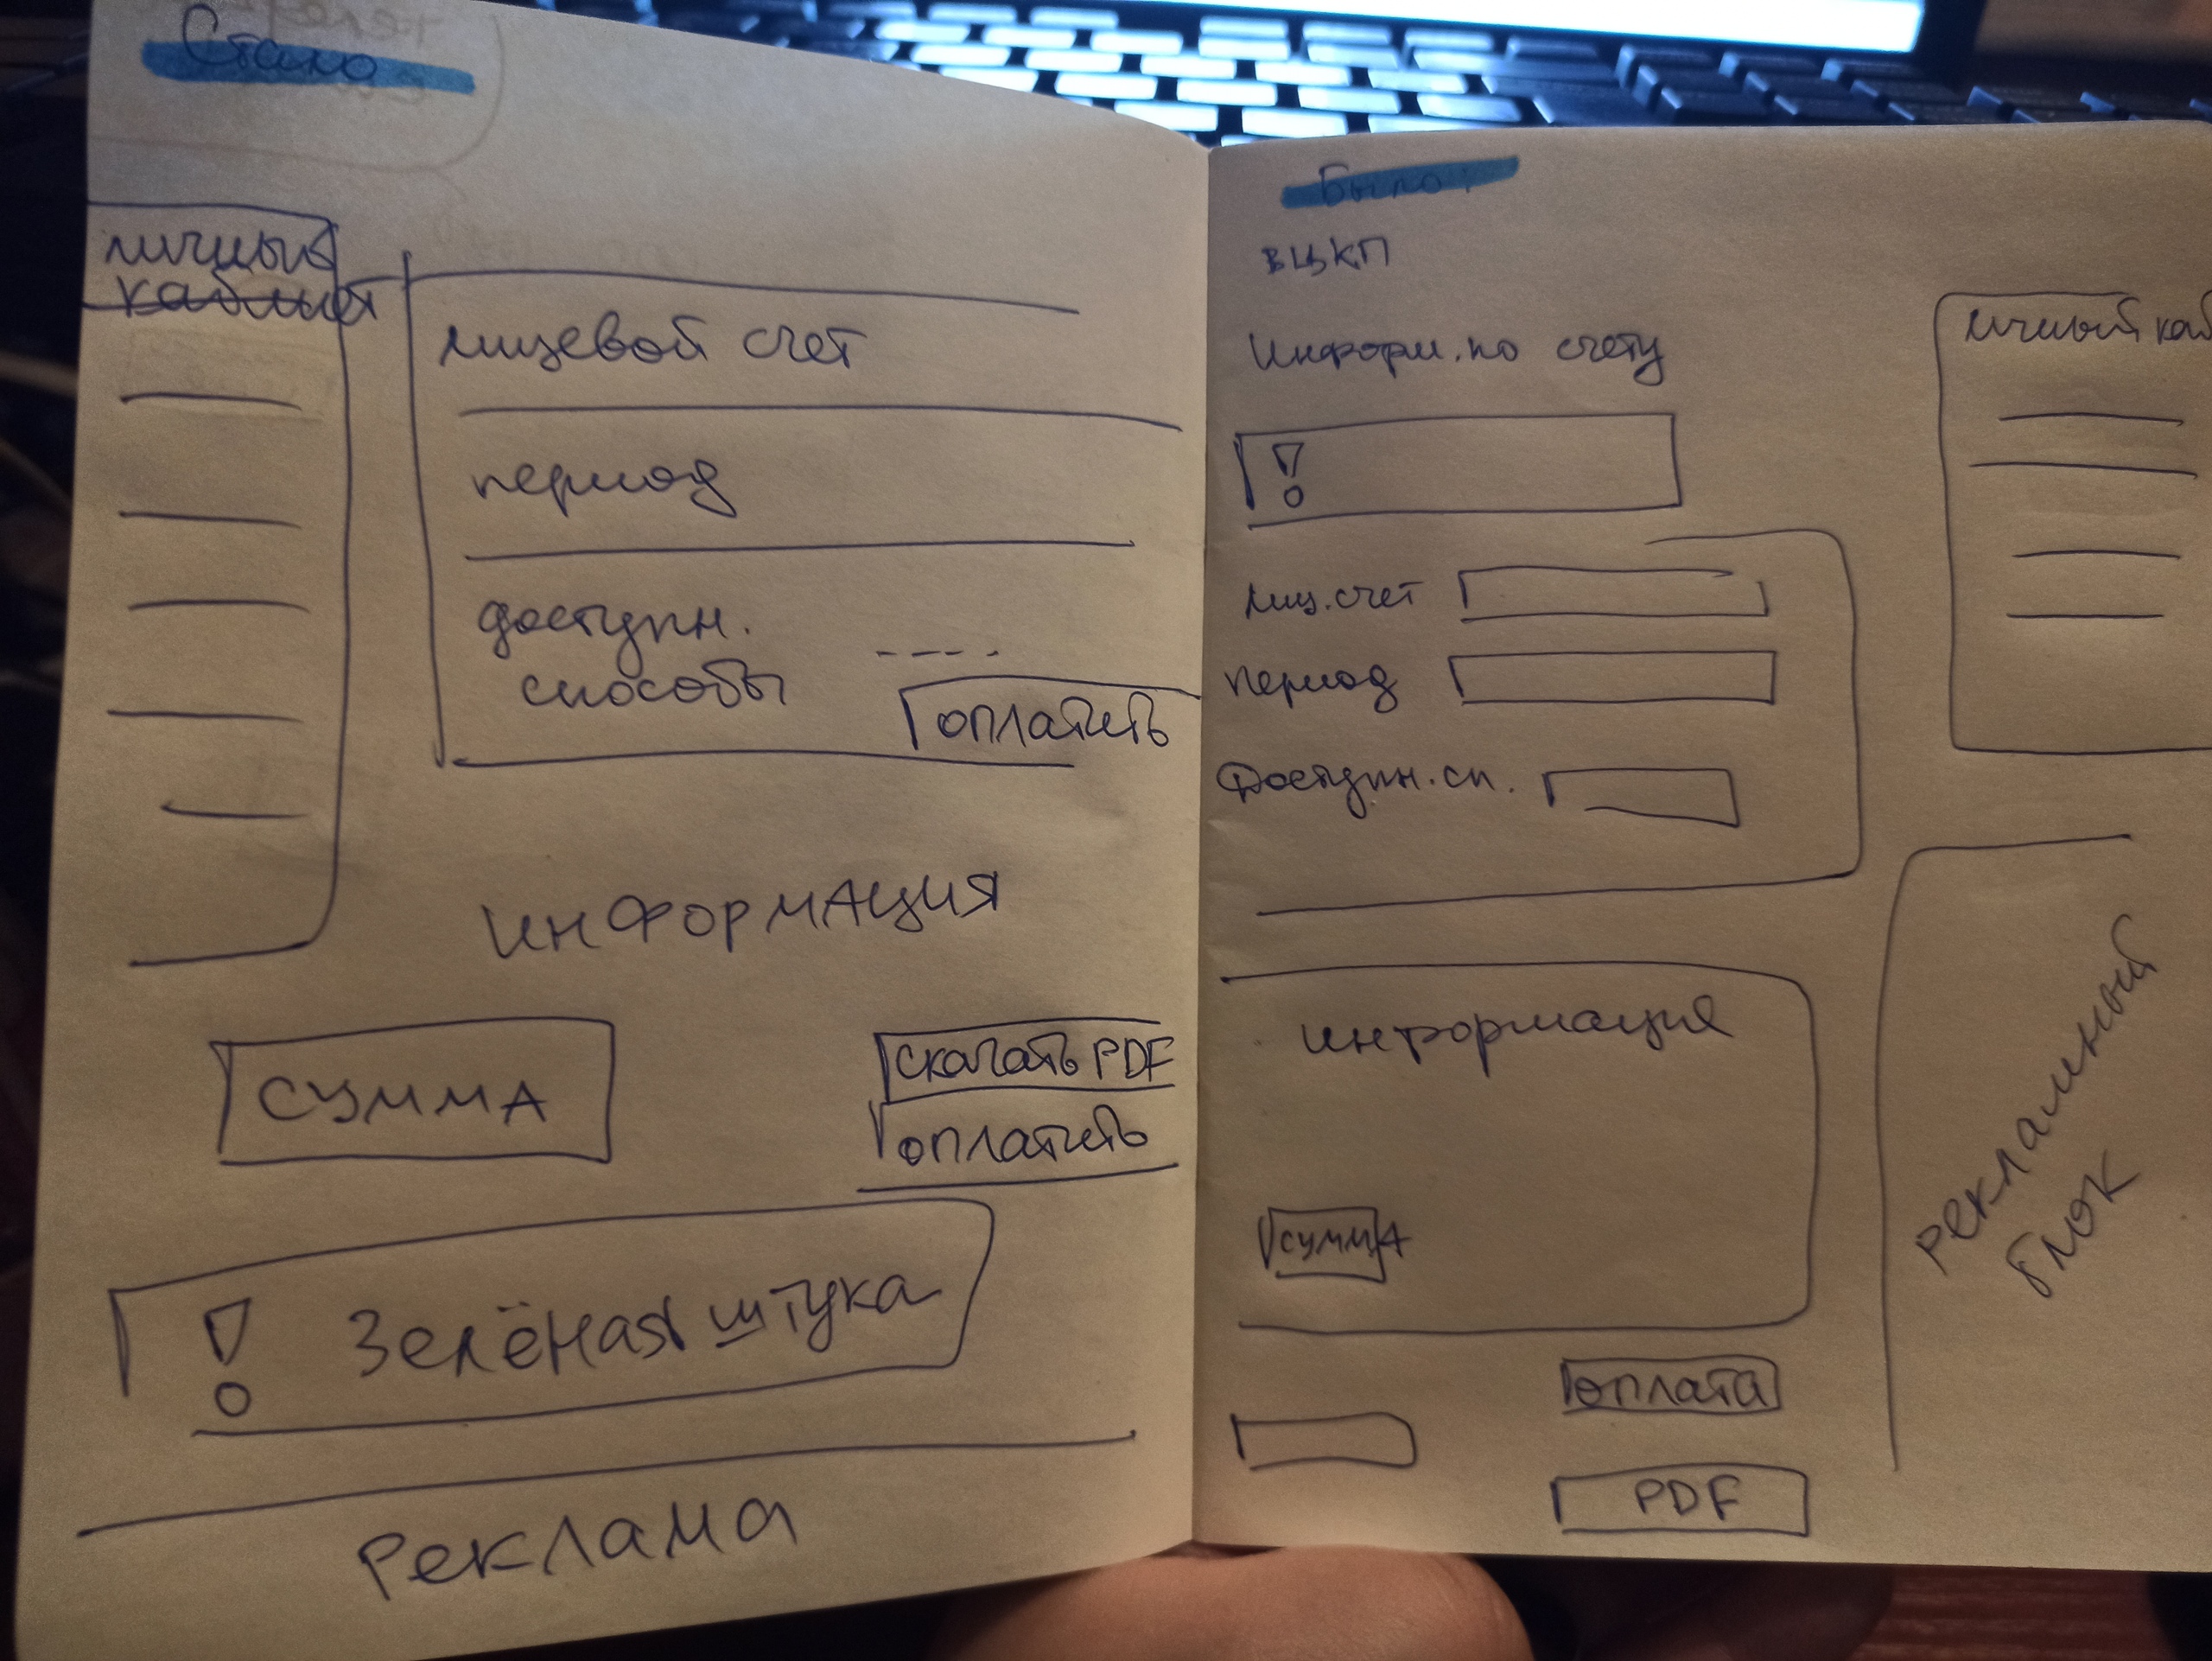 Стало
личный
кабинет
лицевой счет
период
доступн.
способы
оплатить
ИНФОРМАЦИЯ
СУММА
скачать PDF
оплатить
Зелёная штука
Реклама
Было:
ВЦКП
Информ. по счету
личный каб
лиц. счет
период
Доступн. сп.
информация
сумма
рекламный
блок
оплата
PDF